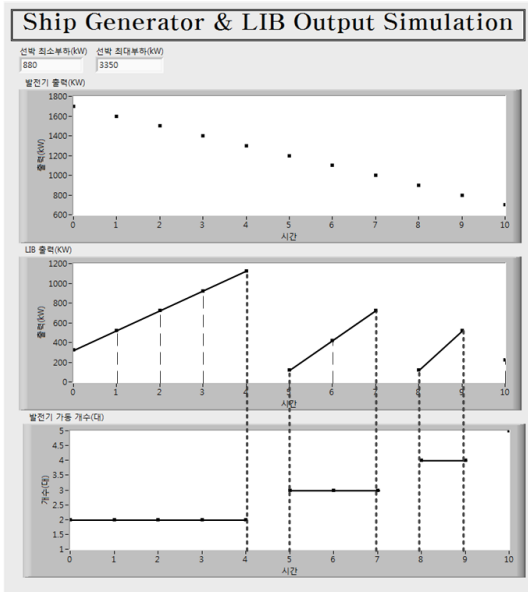 Ship Generator & LIB Output Simulation
선박 최소부하(kW) 선박 최대부하(kW)
880 3350
발전기 출력(KW)
1800
1600
1400
1200
1000
800
600
출력(kW)
0 1 2 3 4 5 6 7 8 9 10
시간
LIB 출력(KW)
1200
1000
800
600
400
200
0
출력(kW)
0 1 2 3 4 5 6 7 8 9 10
시간
발전기 가동 개수(대)
5
4.5
4
3.5
3
2.5
2
1.5
1
개수(대)
0 1 2 3 4 5 6 7 8 9 10
시간